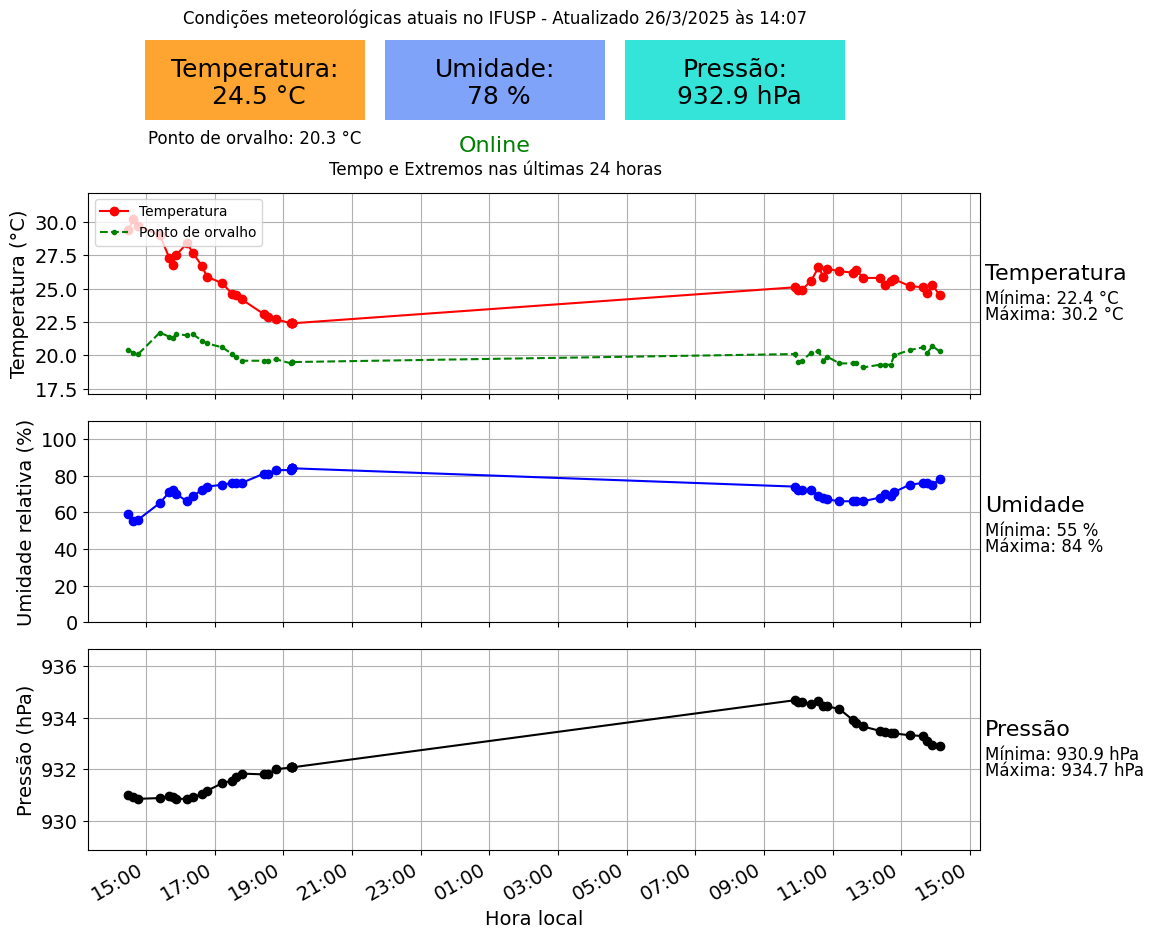 Condições meteorológicas atuais no IFUSP - Atualizado 26/3/2025 às 14:07
Temperatura:
24.5 °C
Umidade:
78 %
Pressão:
932.9 hPa
Ponto de orvalho: 20.3 °C
Online
Tempo e Extremos nas últimas 24 horas
Temperatura (°C)
30.0
27.5
25.0
22.5
20.0
17.5
Temperatura
Ponto de orvalho
Temperatura
Mínima: 22.4 °C
Máxima: 30.2 °C
Umidade relativa (%)
100
80
60
40
20
0
Umidade
Mínima: 55 %
Máxima: 84 %
Pressão (hPa)
936
934
932
930
Pressão
Mínima: 930.9 hPa
Máxima: 934.7 hPa
15:00
17:00
19:00
21:00
23:00
01:00
03:00
05:00
07:00
09:00
11:00
13:00
15:00
Hora local